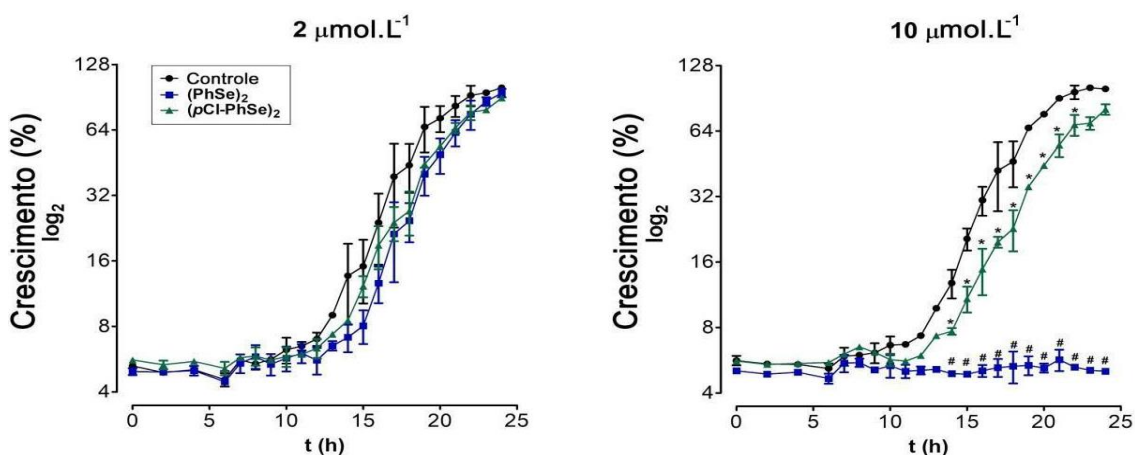 2 μmol.L⁻¹
128
64
32
16
8
4
Crescimento (%)
log₂
Controle
(PhSe)₂
(pCl-PhSe)₂
0 5 10 15 20 25
t (h)
10 μmol.L⁻¹
128
64
32
16
8
4
Crescimento (%)
log₂
* * * * * * * * *
# # # # # # # # # # #
0 5 10 15 20 25
t (h)